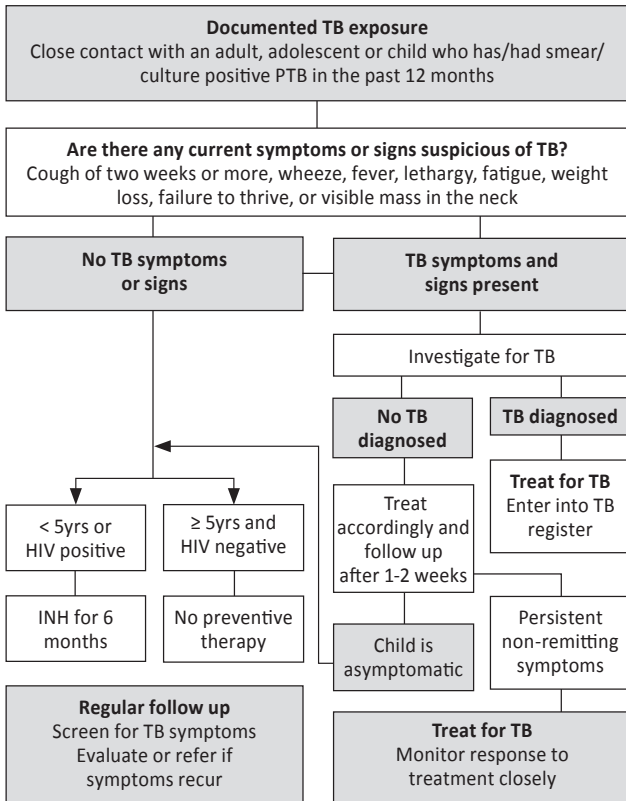 Documented TB exposure
Close contact with an adult, adolescent or child who has/had smear/
culture positive PTB in the past 12 months
Are there any current symptoms or signs suspicious of TB?
Cough of two weeks or more, wheeze, fever, lethargy, fatigue, weight
loss, failure to thrive, or visible mass in the neck
No TB symptoms
or signs
TB symptoms and
signs present
Investigate for TB
No TB
diagnosed
TB diagnosed
Treat for TB
Enter into TB
register
< 5yrs or
HIV positive
≥ 5yrs and
HIV negative
Treat
accordingly and
follow up
after 1-2 weeks
INH for 6
months
No preventive
therapy
Child is
asymptomatic
Persistent
non-remitting
symptoms
Regular follow up
Screen for TB symptoms
Evaluate or refer if
symptoms recur
Treat for TB
Monitor response to
treatment closely